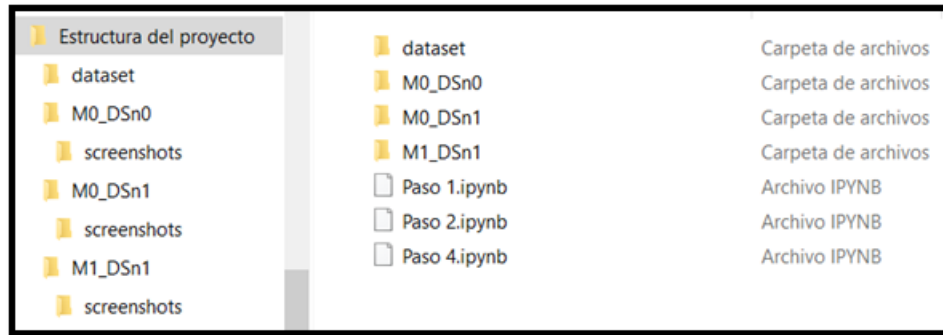 Estructura del proyecto
dataset
M0_DSn0
screenshots
M0_DSn1
screenshots
M1_DSn1
screenshots
dataset Carpeta de archivos
M0_DSn0 Carpeta de archivos
M0_DSn1 Carpeta de archivos
M1_DSn1 Carpeta de archivos
Paso 1.ipynb Archivo IPYNB
Paso 2.ipynb Archivo IPYNB
Paso 4.ipynb Archivo IPYNB